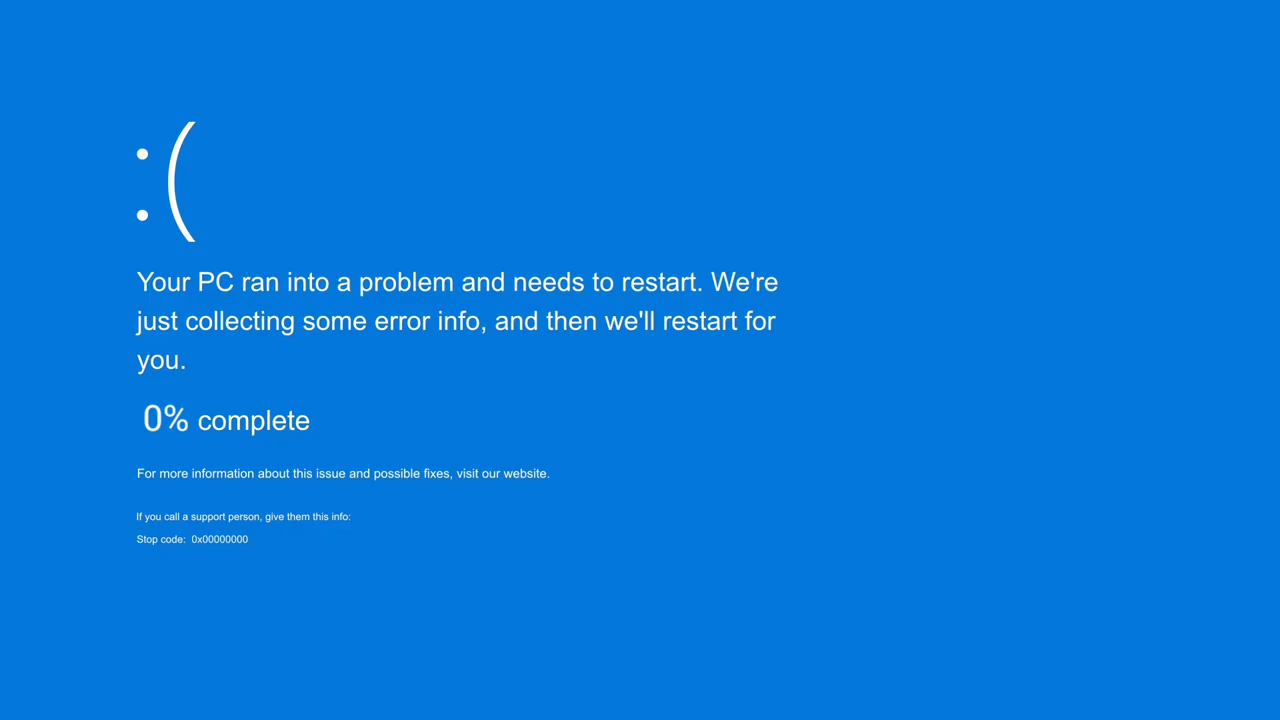 :(
Your PC ran into a problem and needs to restart. We're
just collecting some error info, and then we'll restart for
you.
0% complete
For more information about this issue and possible fixes, visit our website.
If you call a support person, give them this info:
Stop code: 0x00000000